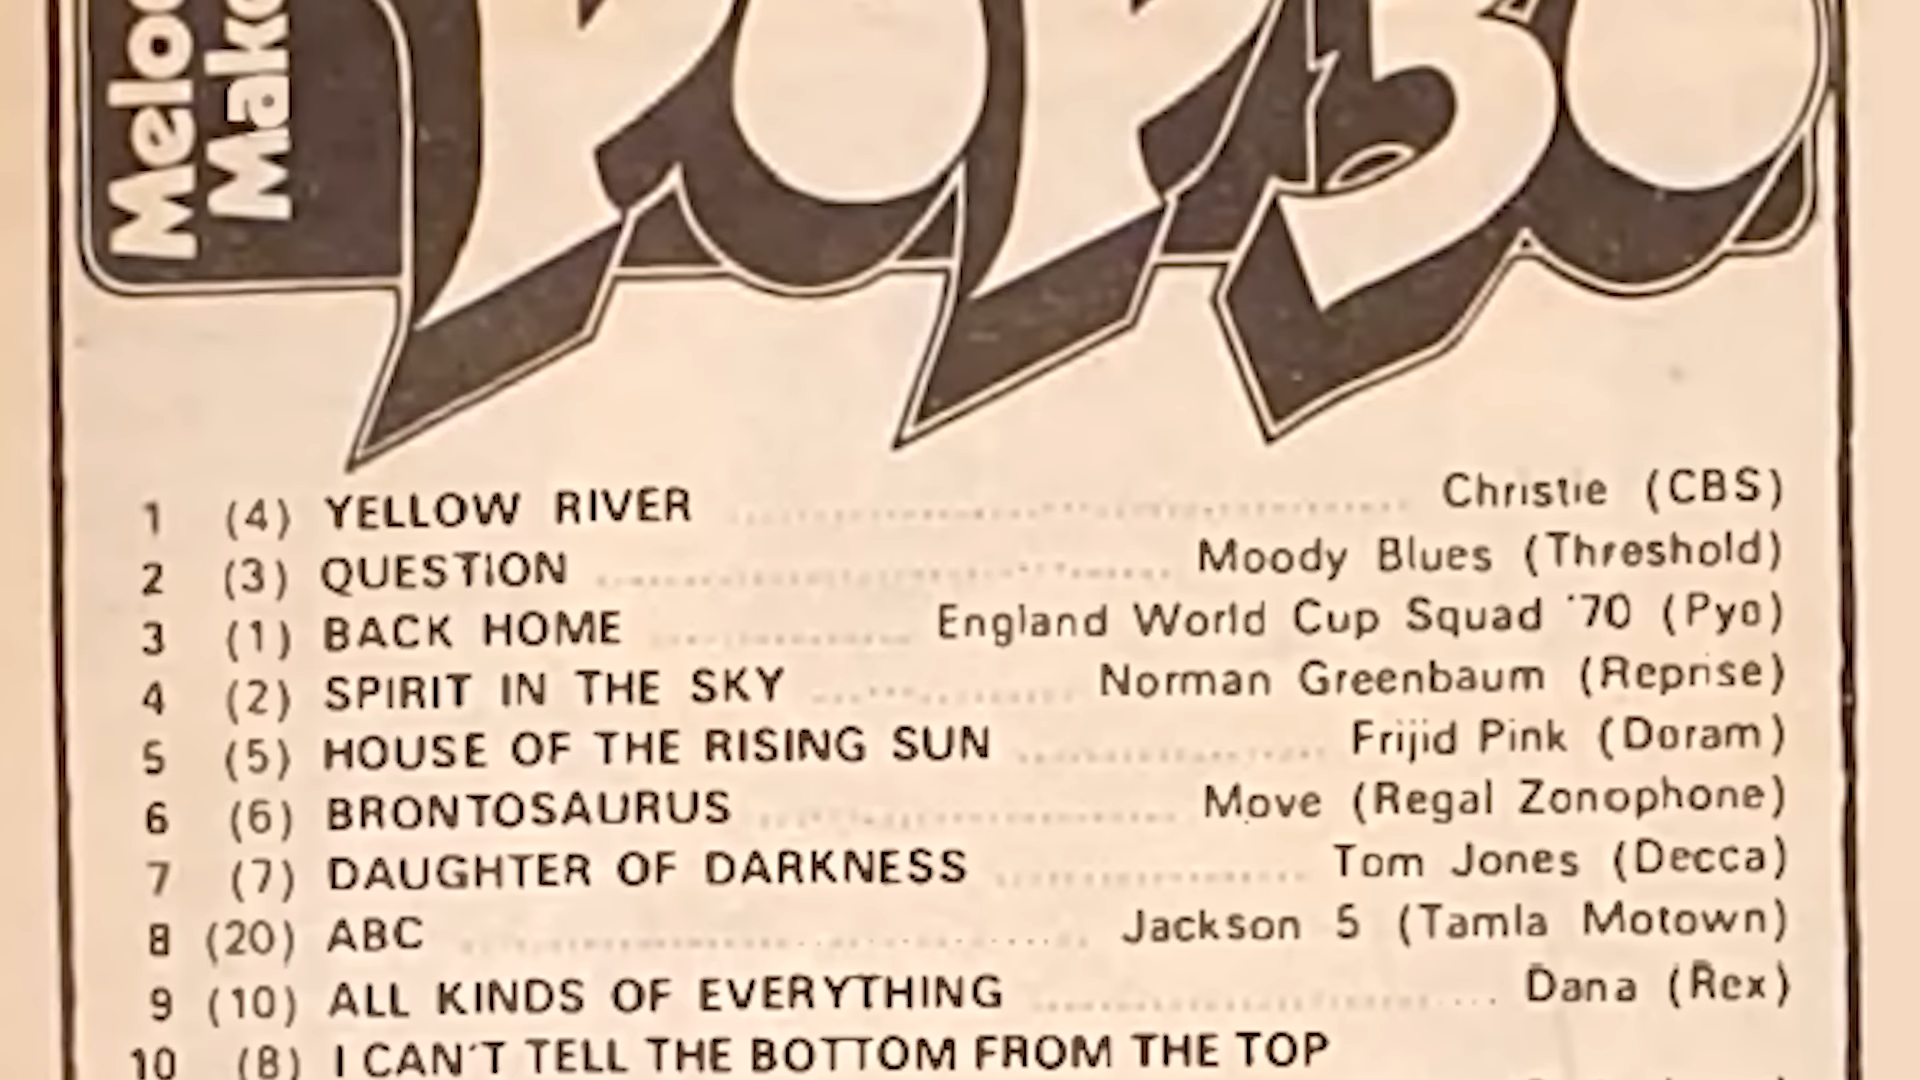 Meloc
Make
POP 30
1 (4) YELLOW RIVER Christie (CBS)
2 (3) QUESTION Moody Blues (Threshold)
3 (1) BACK HOME England World Cup Squad '70 (Pye)
4 (2) SPIRIT IN THE SKY Norman Greenbaum (Reprise)
5 (5) HOUSE OF THE RISING SUN Frijid Pink (Doram)
6 (6) BRONTOSAURUS Move (Regal Zonophone)
7 (7) DAUGHTER OF DARKNESS Tom Jones (Decca)
8 (20) ABC Jackson 5 (Tamla Motown)
9 (10) ALL KINDS OF EVERYTHING Dana (Rex)
10 (8) I CAN'T TELL THE BOTTOM FROM THE TOP